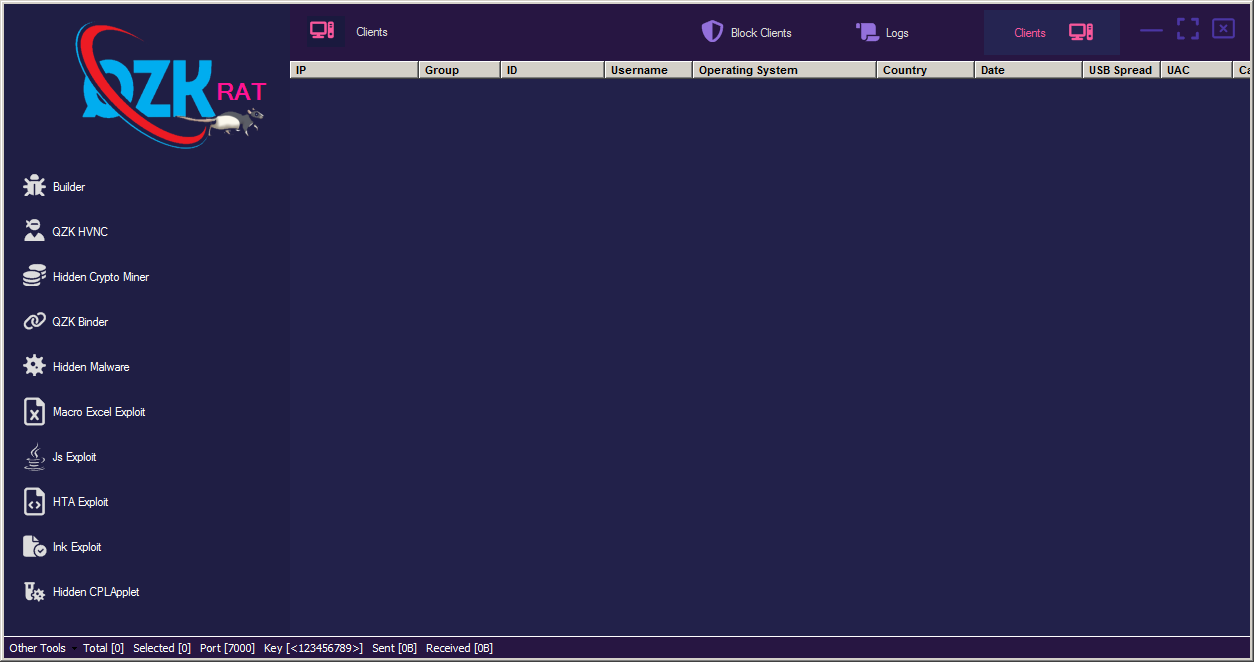 QZK RAT
Clients
Block Clients
Logs
Clients
IP Group ID Username Operating System Country Date USB Spread UAC Ca
Builder
QZK HVNC
Hidden Crypto Miner
QZK Binder
Hidden Malware
Macro Excel Exploit
Js Exploit
HTA Exploit
Ink Exploit
Hidden CPLApplet
Other Tools Total [0] Selected [0] Port [7000] Key [<123456789>] Sent [0B] Received [0B]